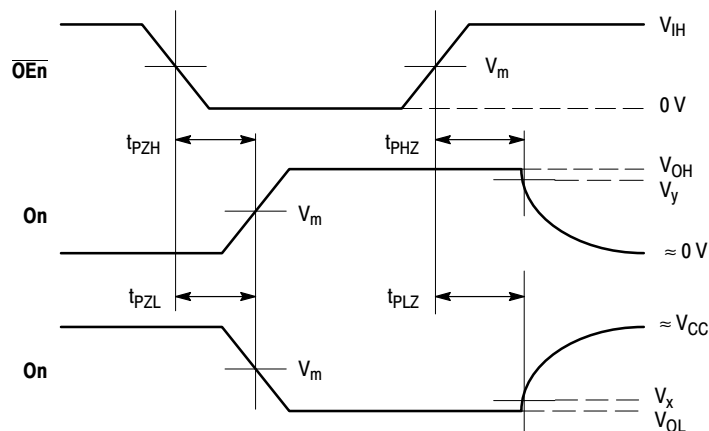 V_IH
OEn
V_m
0 V
t_PZH
t_PHZ
V_OH
V_y
On
V_m
≈ 0 V
t_PZL
t_PLZ
≈ V_CC
On
V_m
V_x
V_OL